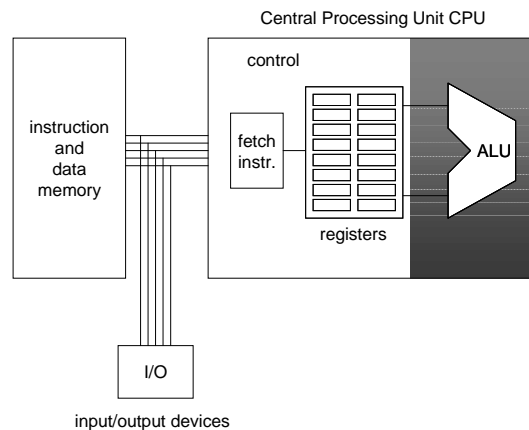 Central Processing Unit CPU
control
instruction
and
data
memory
fetch
instr.
ALU
registers
I/O
input/output devices